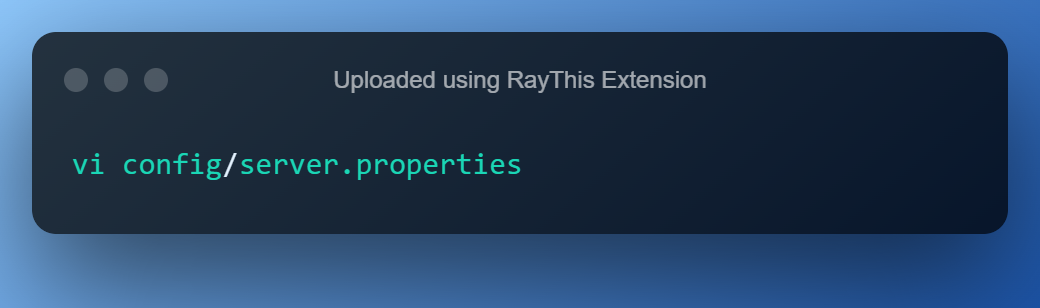 Uploaded using RayThis Extension
vi config/server.properties